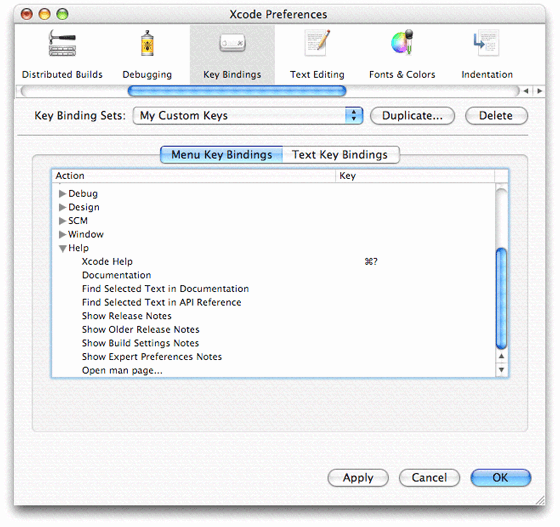 Xcode Preferences
Distributed Builds Debugging Key Bindings Text Editing Fonts & Colors Indentation
Key Binding Sets: My Custom Keys Duplicate... Delete
Menu Key Bindings Text Key Bindings
Action Key
Debug
Design
SCM
Window
Help
Xcode Help ⌘?
Documentation
Find Selected Text in Documentation
Find Selected Text in API Reference
Show Release Notes
Show Older Release Notes
Show Build Settings Notes
Show Expert Preferences Notes
Open man page...
Apply Cancel OK